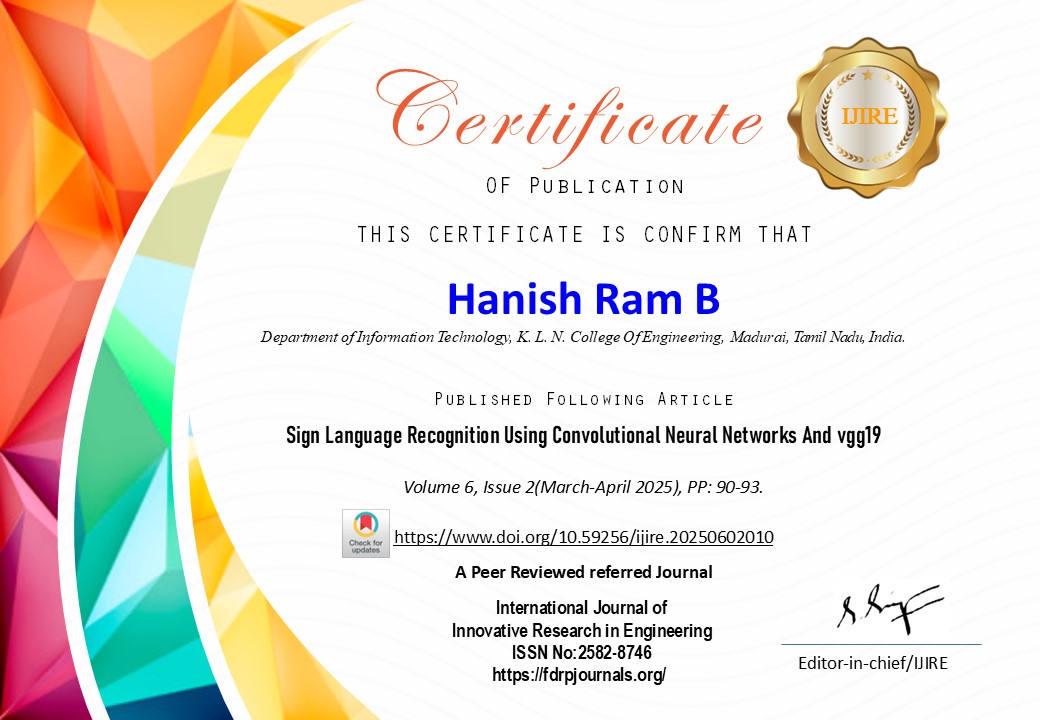 Certificate
IJIRE
OF PUBLICATION
THIS CERTIFICATE IS CONFIRM THAT
Hanish Ram B
Department of Information Technology, K. L. N. College Of Engineering, Madurai, Tamil Nadu, India.
PUBLISHED FOLLOWING ARTICLE
Sign Language Recognition Using Convolutional Neural Networks And vgg19
Volume 6, Issue 2(March-April 2025), PP: 90-93.
Check for
updates
https://www.doi.org/10.59256/ijire.20250602010
A Peer Reviewed referred Journal
International Journal of
Innovative Research in Engineering
ISSN No:2582-8746
https://fdrpjournals.org/
Editor-in-chief/IJIRE